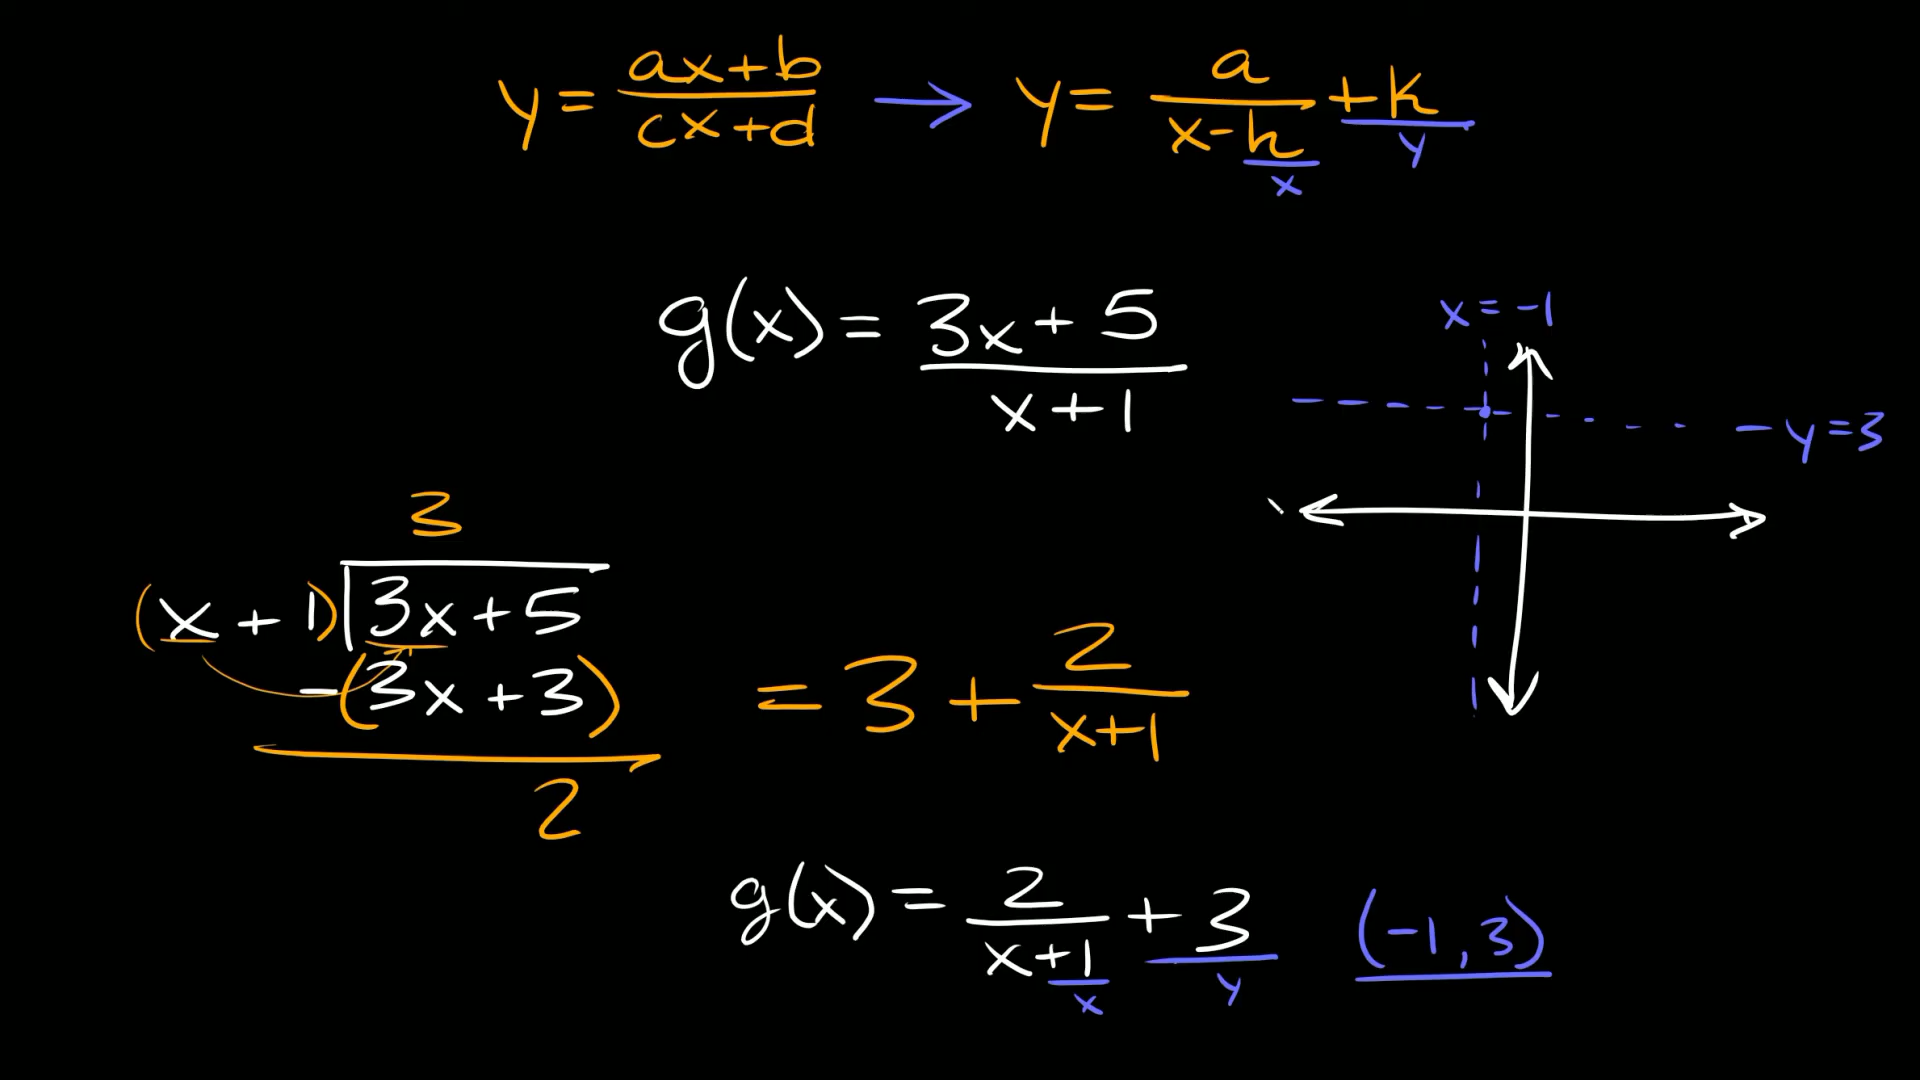 y = (ax+b)/(cx+d) → y = a/(x-h) + k
x y
g(x) = (3x+5)/(x+1)
x = -1
y = 3
3
(x + 1) 3x+5
-(3x+3)
2
= 3 + 2/(x+1)
g(x) = 2/(x+1) + 3 (-1, 3)
x y